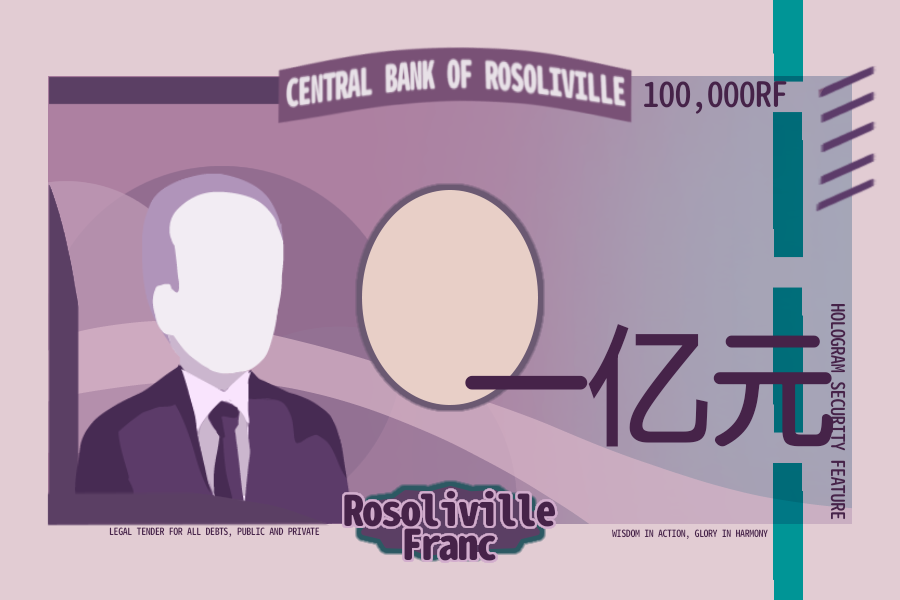 CENTRAL BANK OF ROSOLIVILLE
100,000RF
一亿元
HOLOGRAM SECURITY FEATURE
Rosoliville
Franc
LEGAL TENDER FOR ALL DEBTS, PUBLIC AND PRIVATE
WISDOM IN ACTION, GLORY IN HARMONY